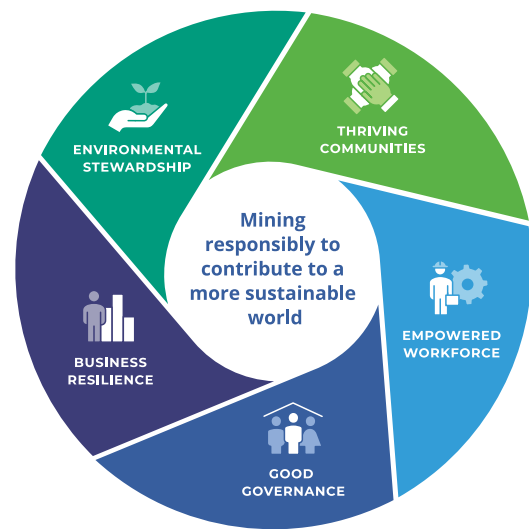 ENVIRONMENTAL
STEWARDSHIP
THRIVING
COMMUNITIES
Mining
responsibly to
contribute to a
more sustainable
world
EMPOWERED
WORKFORCE
BUSINESS
RESILIENCE
GOOD
GOVERNANCE